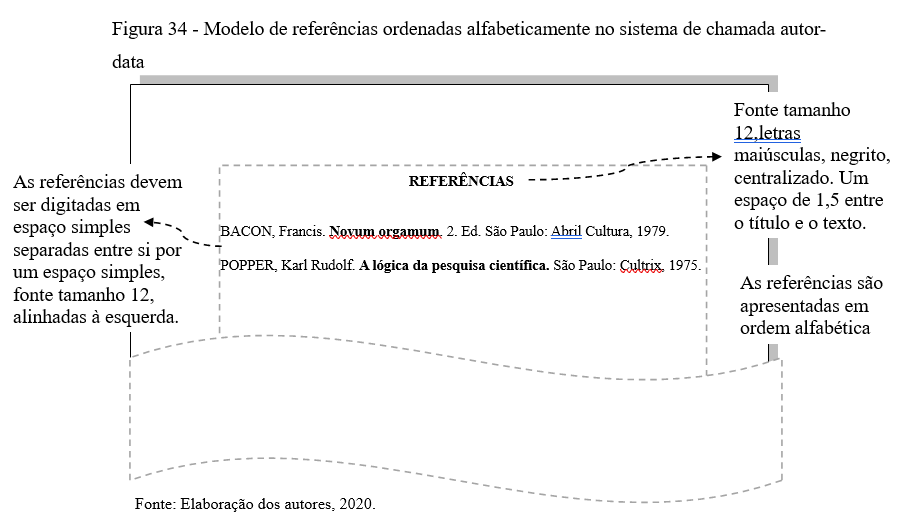 Figura 34 - Modelo de referências ordenadas alfabeticamente no sistema de chamada autor-
data
Fonte tamanho
12,letras
maiúsculas, negrito,
centralizado. Um
espaço de 1,5 entre
o título e o texto.
As referências devem
ser digitadas em
espaço simples
separadas entre si por
um espaço simples,
fonte tamanho 12,
alinhadas à esquerda.
REFERÊNCIAS
BACON, Francis. Novum orgamum. 2. Ed. São Paulo: Abril Cultura, 1979.
POPPER, Karl Rudolf. A lógica da pesquisa científica. São Paulo: Cultrix, 1975.
As referências são
apresentadas em
ordem alfabética
Fonte: Elaboração dos autores, 2020.